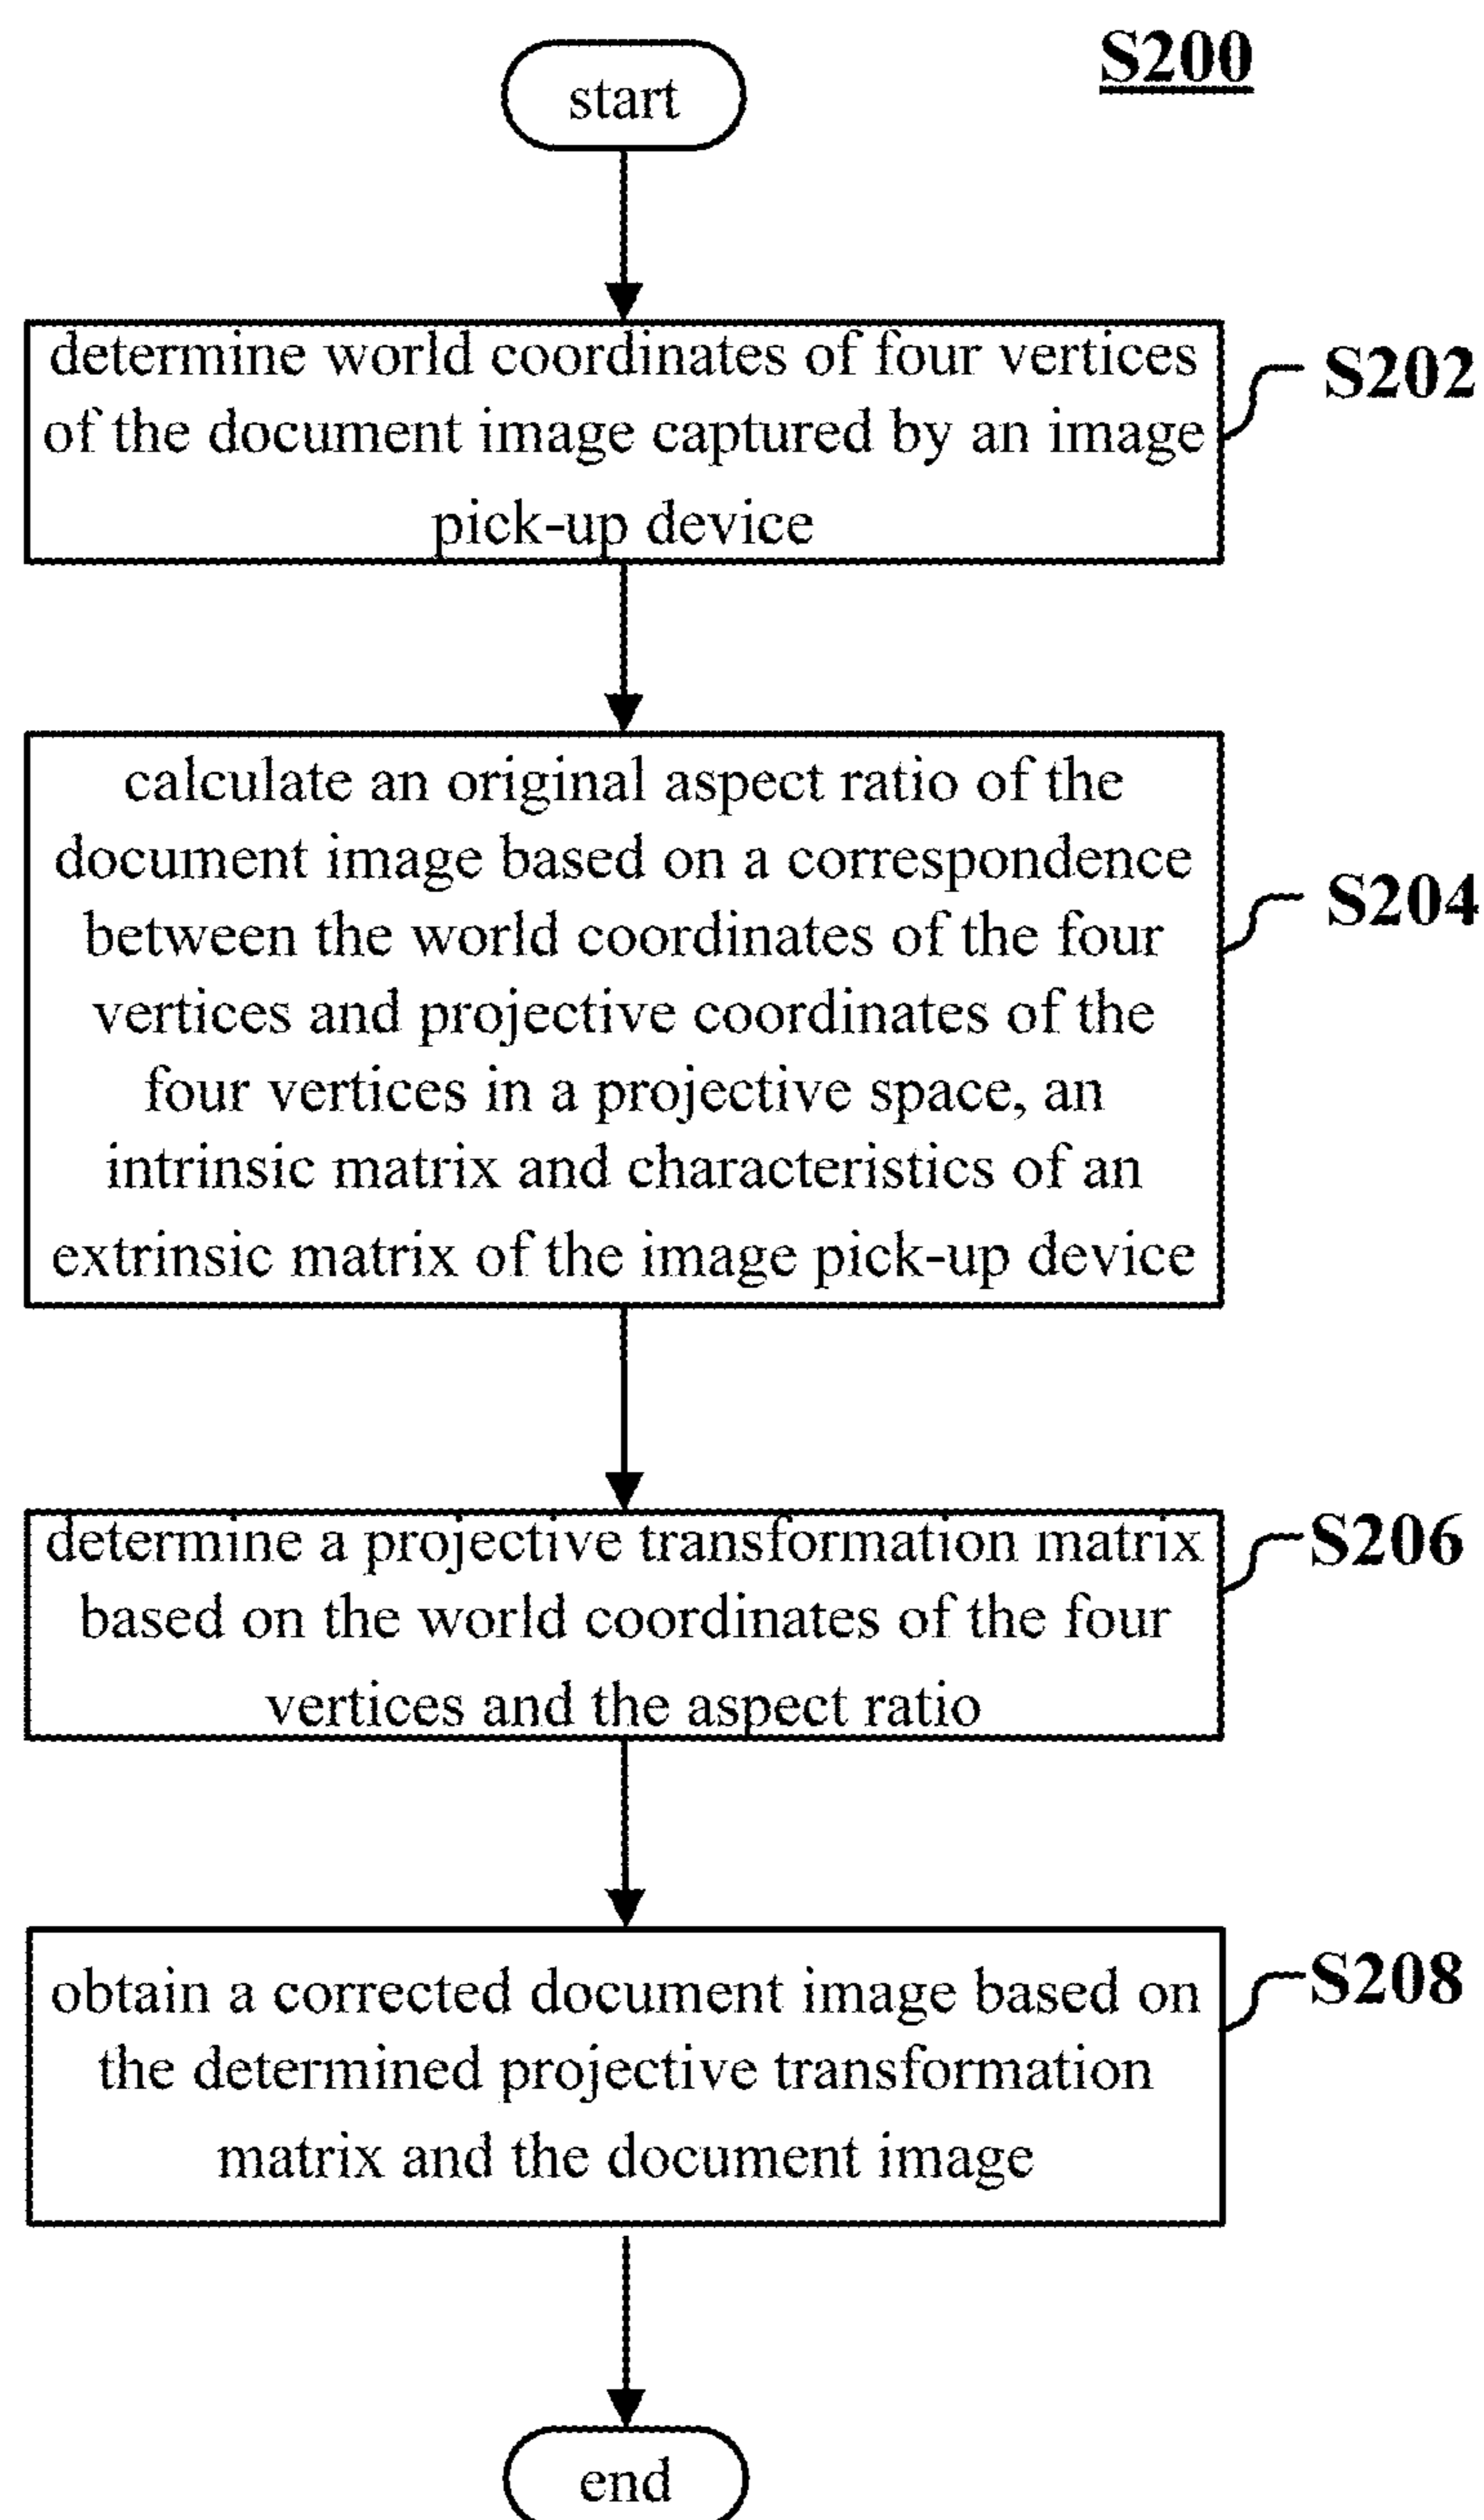 S200
start
determine world coordinates of four vertices
of the document image captured by an image
pick-up device
S202
calculate an original aspect ratio of the
document image based on a correspondence
between the world coordinates of the four
vertices and projective coordinates of the
four vertices in a projective space, an
intrinsic matrix and characteristics of an
extrinsic matrix of the image pick-up device
S204
determine a projective transformation matrix
based on the world coordinates of the four
vertices and the aspect ratio
S206
obtain a corrected document image based on
the determined projective transformation
matrix and the document image
S208
end